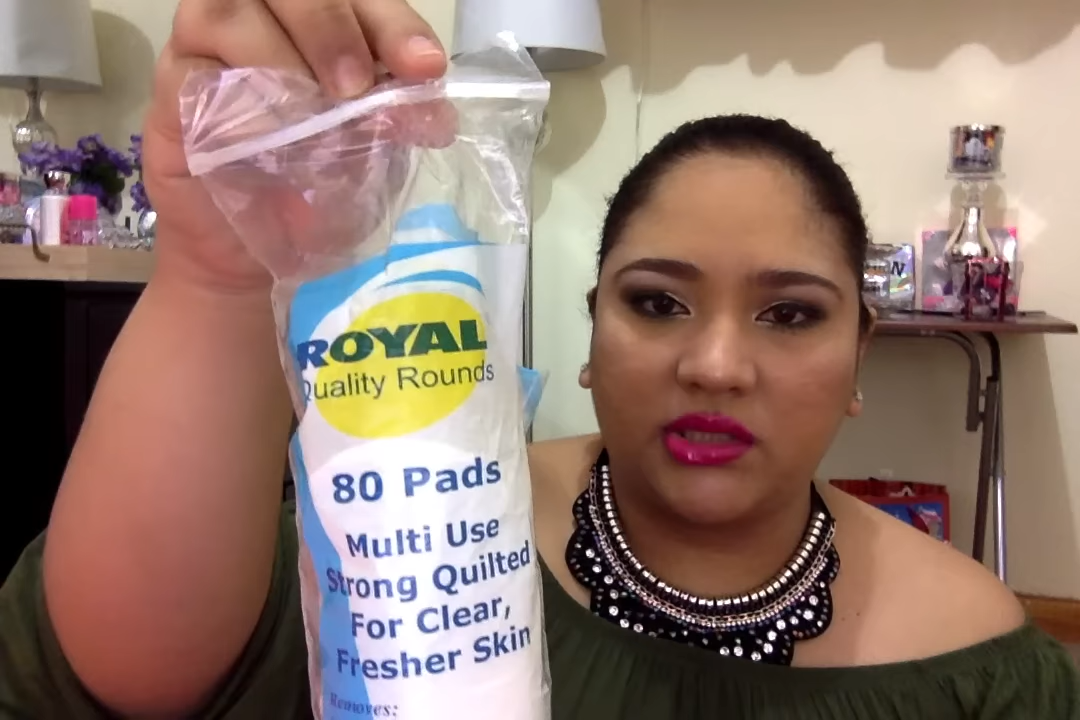 ROYAL
Quality Rounds
80 Pads
Multi Use
Strong Quilted
For Clear,
Fresher Skin
Removes: